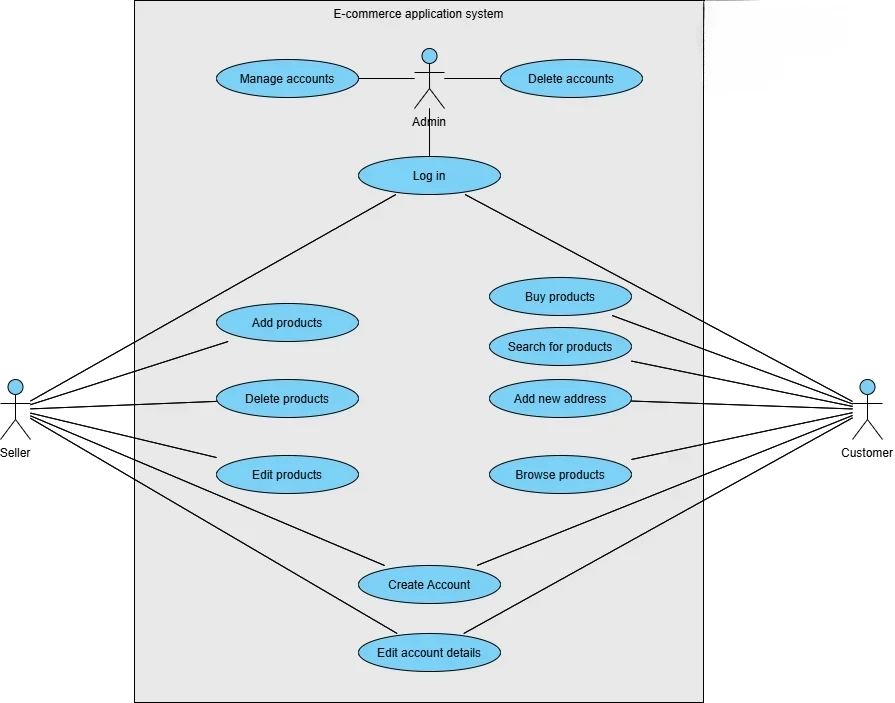 E-commerce application system
Manage accounts
Delete accounts
Admin
Log in
Buy products
Add products
Search for products
Delete products
Add new address
Seller
Customer
Edit products
Browse products
Create Account
Edit account details